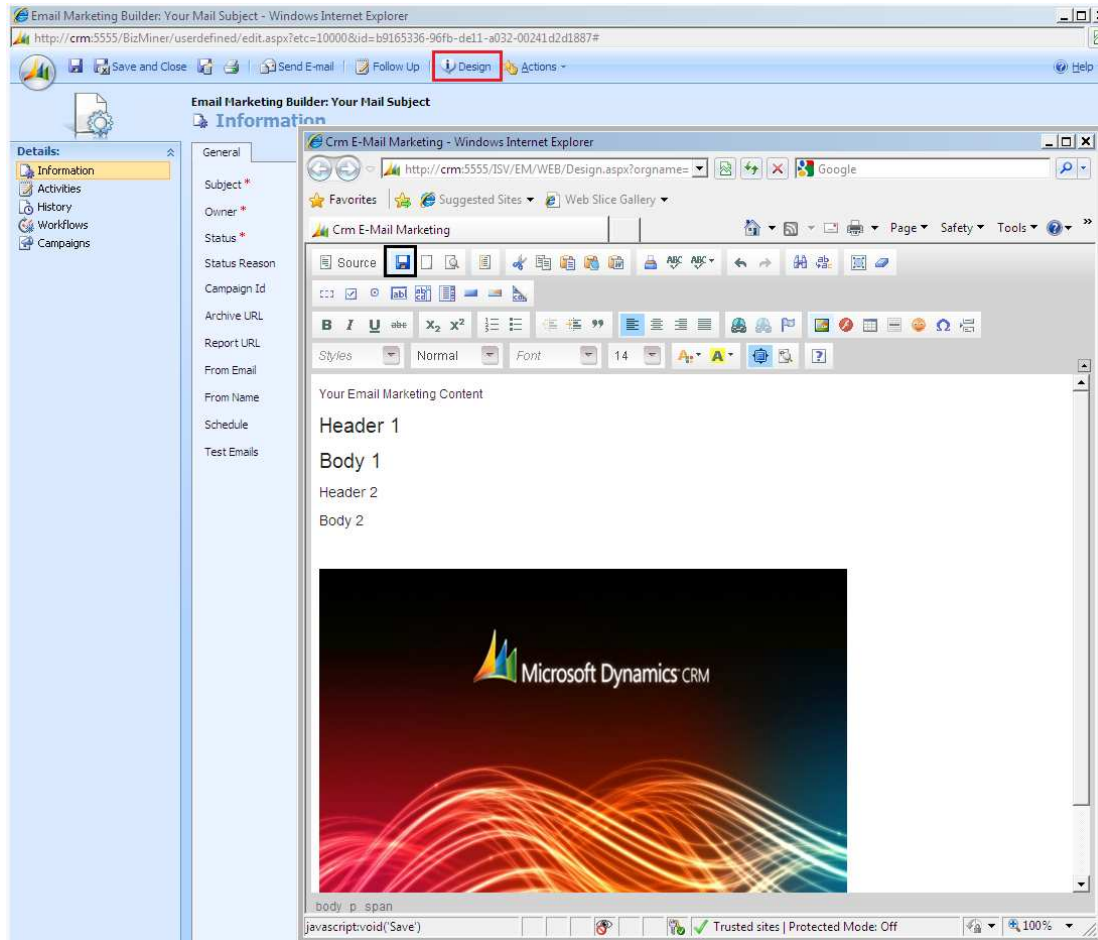 Email Marketing Builder: Your Mail Subject - Windows Internet Explorer
http://crm:5555/BizMiner/userdefined/edit.aspx?etc=10000&id=b9165336-96fb-de11-a032-00241d2d1887#
Save and Close Send E-mail Follow Up Design Actions Help
Email Marketing Builder: Your Mail Subject
Information
Details:
Information
Activities
History
Workflows
Campaigns
General
Subject *
Owner *
Status *
Status Reason
Campaign Id
Archive URL
Report URL
From Email
From Name
Schedule
Test Emails
Crm E-Mail Marketing - Windows Internet Explorer
http://crm:5555/ISV/EM/WEB/Design.aspx?orgname= Google
Favorites Suggested Sites Web Slice Gallery
Crm E-Mail Marketing Page Safety Tools »
Source ABC ABC
abl
B I U abc X₂ X² Ω
Styles Normal Font 14 A A ?
Your Email Marketing Content
Header 1
Body 1
Header 2
Body 2
Microsoft Dynamics CRM
body p span
javascript:void('Save') Trusted sites | Protected Mode: Off 100%